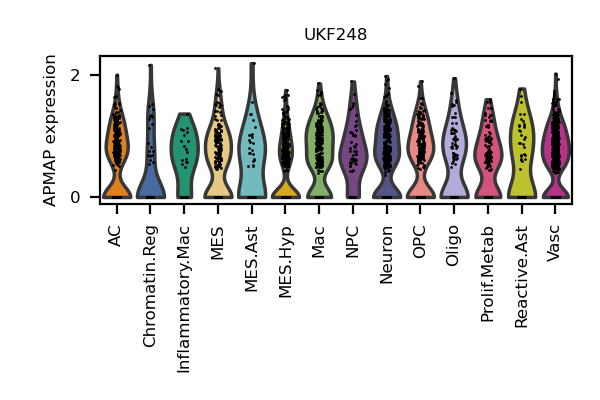 UKF248
APMAP expression
2
0
AC
Chromatin.Reg
Inflammatory.Mac
MES
MES.Ast
MES.Hyp
Mac
NPC
Neuron
OPC
Oligo
Prolif.Metab
Reactive.Ast
Vasc